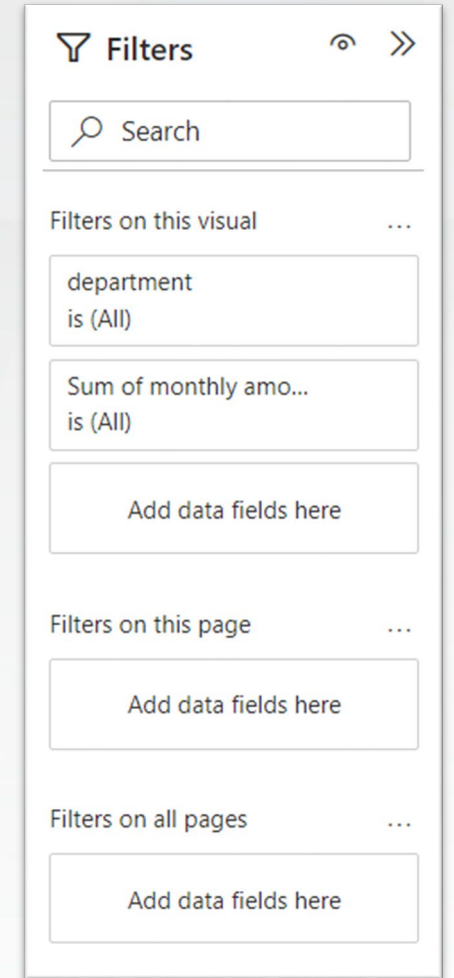 Filters
Search
Filters on this visual
...
department
is (All)
Sum of monthly amo...
is (All)
Add data fields here
Filters on this page
...
Add data fields here
Filters on all pages
...
Add data fields here